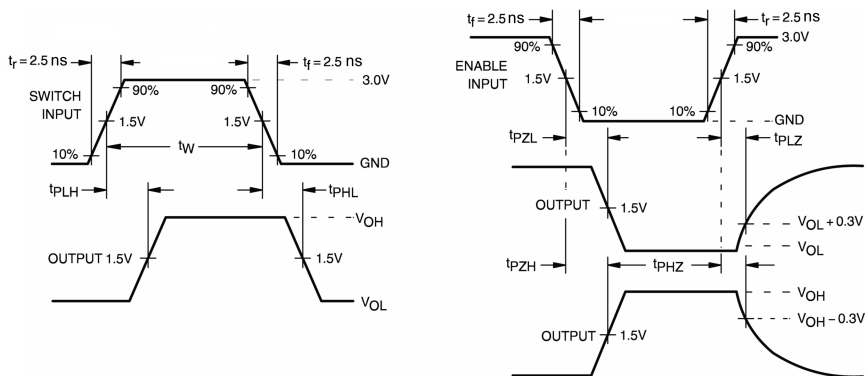 tr = 2.5 ns
tf = 2.5 ns
3.0V
90%
90%
SWITCH
INPUT
1.5V
1.5V
tW
10%
10%
GND
tPLH
tPHL
VOH
OUTPUT 1.5V
1.5V
VOL
tf = 2.5 ns
tr = 2.5 ns
3.0V
90%
90%
ENABLE
INPUT
1.5V
1.5V
10%
10%
GND
tPZL
tPLZ
OUTPUT
1.5V
VOL + 0.3V
VOL
tPZH
tPHZ
VOH
VOH – 0.3V
OUTPUT
1.5V